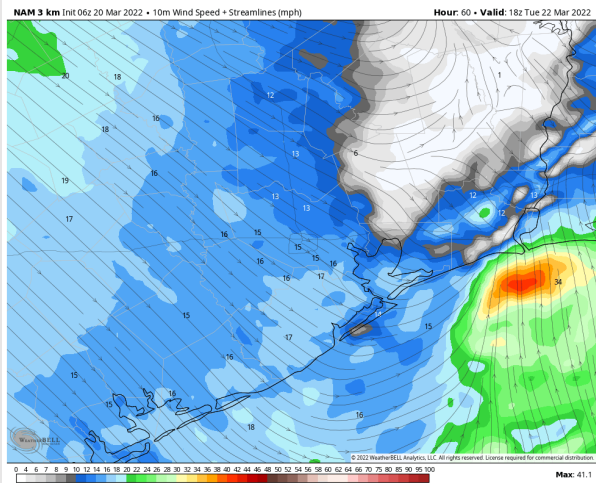 NAM 3 km Init 06z 20 Mar 2022 • 10m Wind Speed + Streamlines (mph) Hour: 60 • Valid: 18z Tue 22 Mar 2022
1
20 18
12
16
18
6 13
16
19 12 13
13
17 13 12
16 15
15
16 15 16
16 17 34
15
15 15
17
16
15
16
15
16
18
WeatherBELL
© 2022 WeatherBELL Analytics, LLC. All rights reserved. License required for commercial distribution.
0 4 6 7 8 9 10 12 14 16 18 20 22 24 26 28 30 32 34 36 38 40 42 44 46 48 50 52 54 56 58 60 62 64 66 70 75 80 85 90 95 100
Max: 41.1